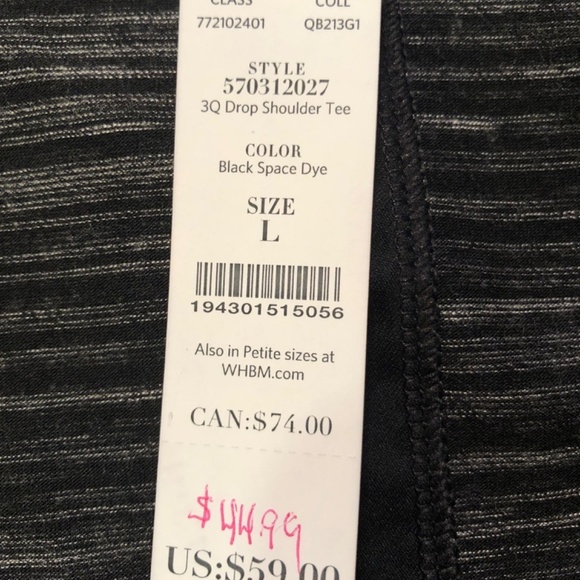 CLASS COLL
772102401 QB213G1
STYLE
570312027
3Q Drop Shoulder Tee
COLOR
Black Space Dye
SIZE
L
194301515056
Also in Petite sizes at
WHBM.com
CAN:$74.00
$44.99
US:$59.00